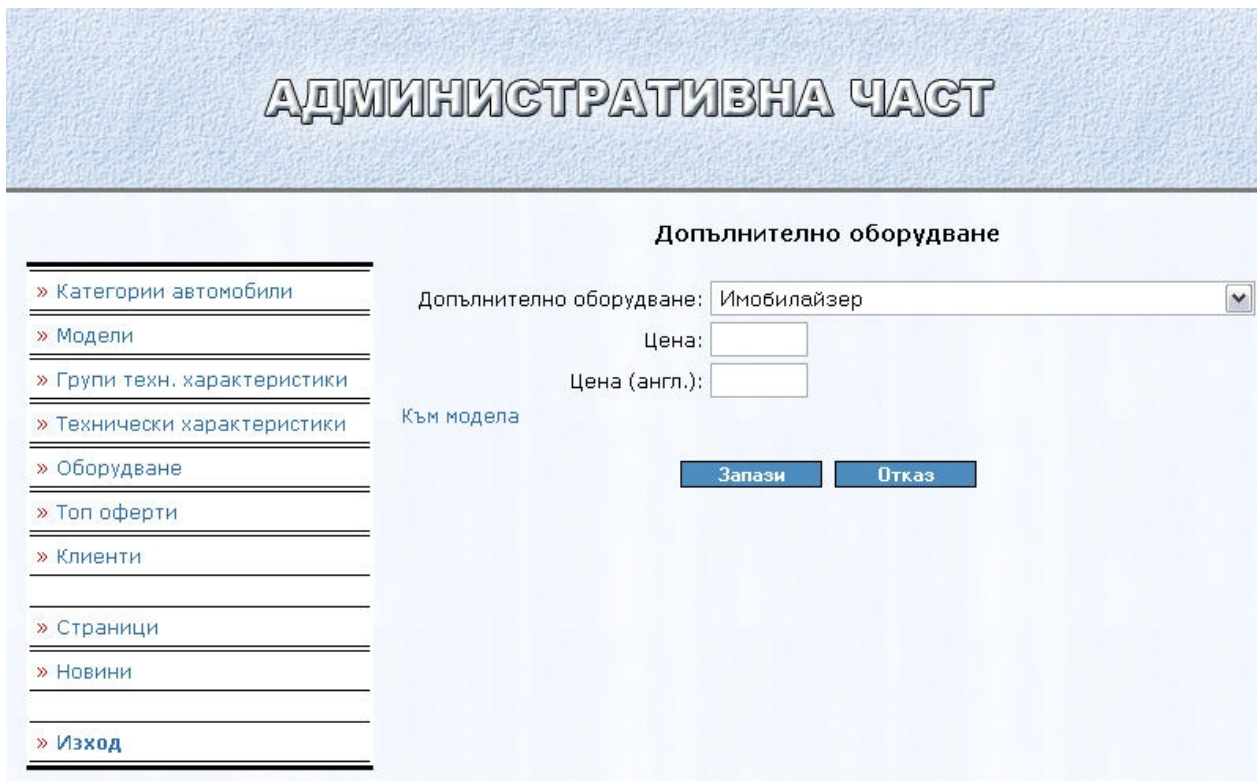 АДМИНИСТРАТИВНА ЧАСТ
Допълнително оборудване
» Категории автомобили
» Модели
» Групи техн. характеристики
» Технически характеристики
» Оборудване
» Топ оферти
» Клиенти
» Страници
» Новини
» Изход
Допълнително оборудване: Имобилайзер
Цена:
Цена (англ.):
Към модела
Запази Отказ